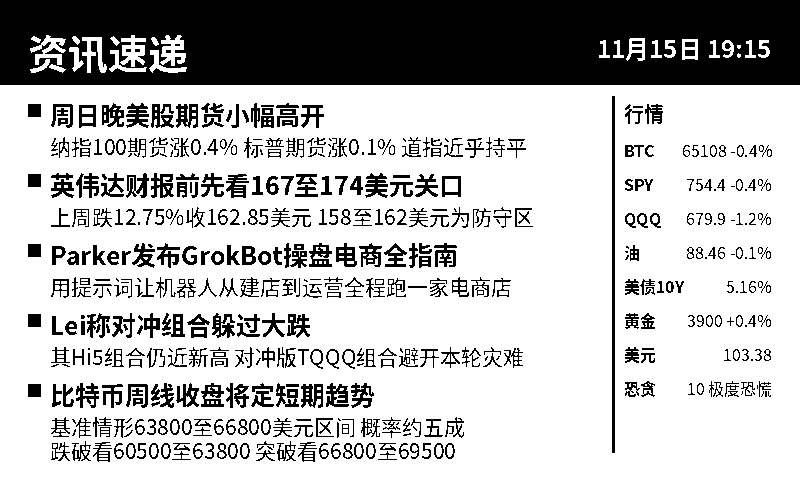 资讯速递
11月15日 19:15
周日晚美股期货小幅高开
纳指100期货涨0.4% 标普期货涨0.1% 道指近乎持平
英伟达财报前先看167至174美元关口
上周跌12.75%收162.85美元 158至162美元为防守区
Parker发布GrokBot操盘电商全指南
用提示词让机器人从建店到运营全程跑一家电商店
Lei称对冲组合躲过大跌
其Hi5组合仍近新高 对冲版TQQQ组合避开本轮灾难
比特币周线收盘将定短期趋势
基准情形63800至66800美元区间 概率约五成
跌破看60500至63800 突破看66800至69500
行情
BTC 65108 -0.4%
SPY 754.4 -0.4%
QQQ 679.9 -1.2%
油 88.46 -0.1%
美债10Y 5.16%
黄金 3900 +0.4%
美元 103.38
恐贪 10 极度恐慌